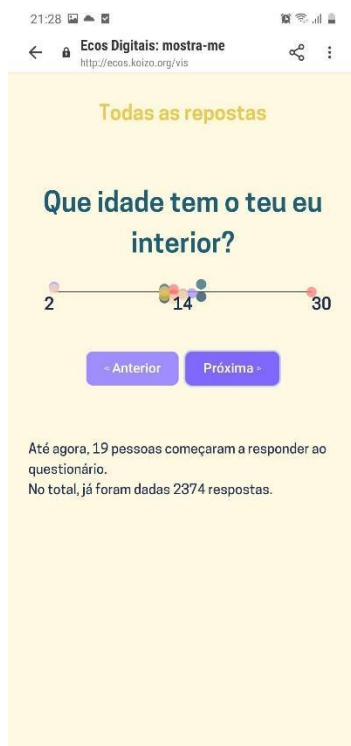 21:28
Ecos Digitais: mostra-me
http://ecos.koizo.org/vis
Todas as repostas
Que idade tem o teu eu
interior?
2 14 30
« Anterior Próxima »
Até agora, 19 pessoas começaram a responder ao
questionário.
No total, já foram dadas 2374 respostas.